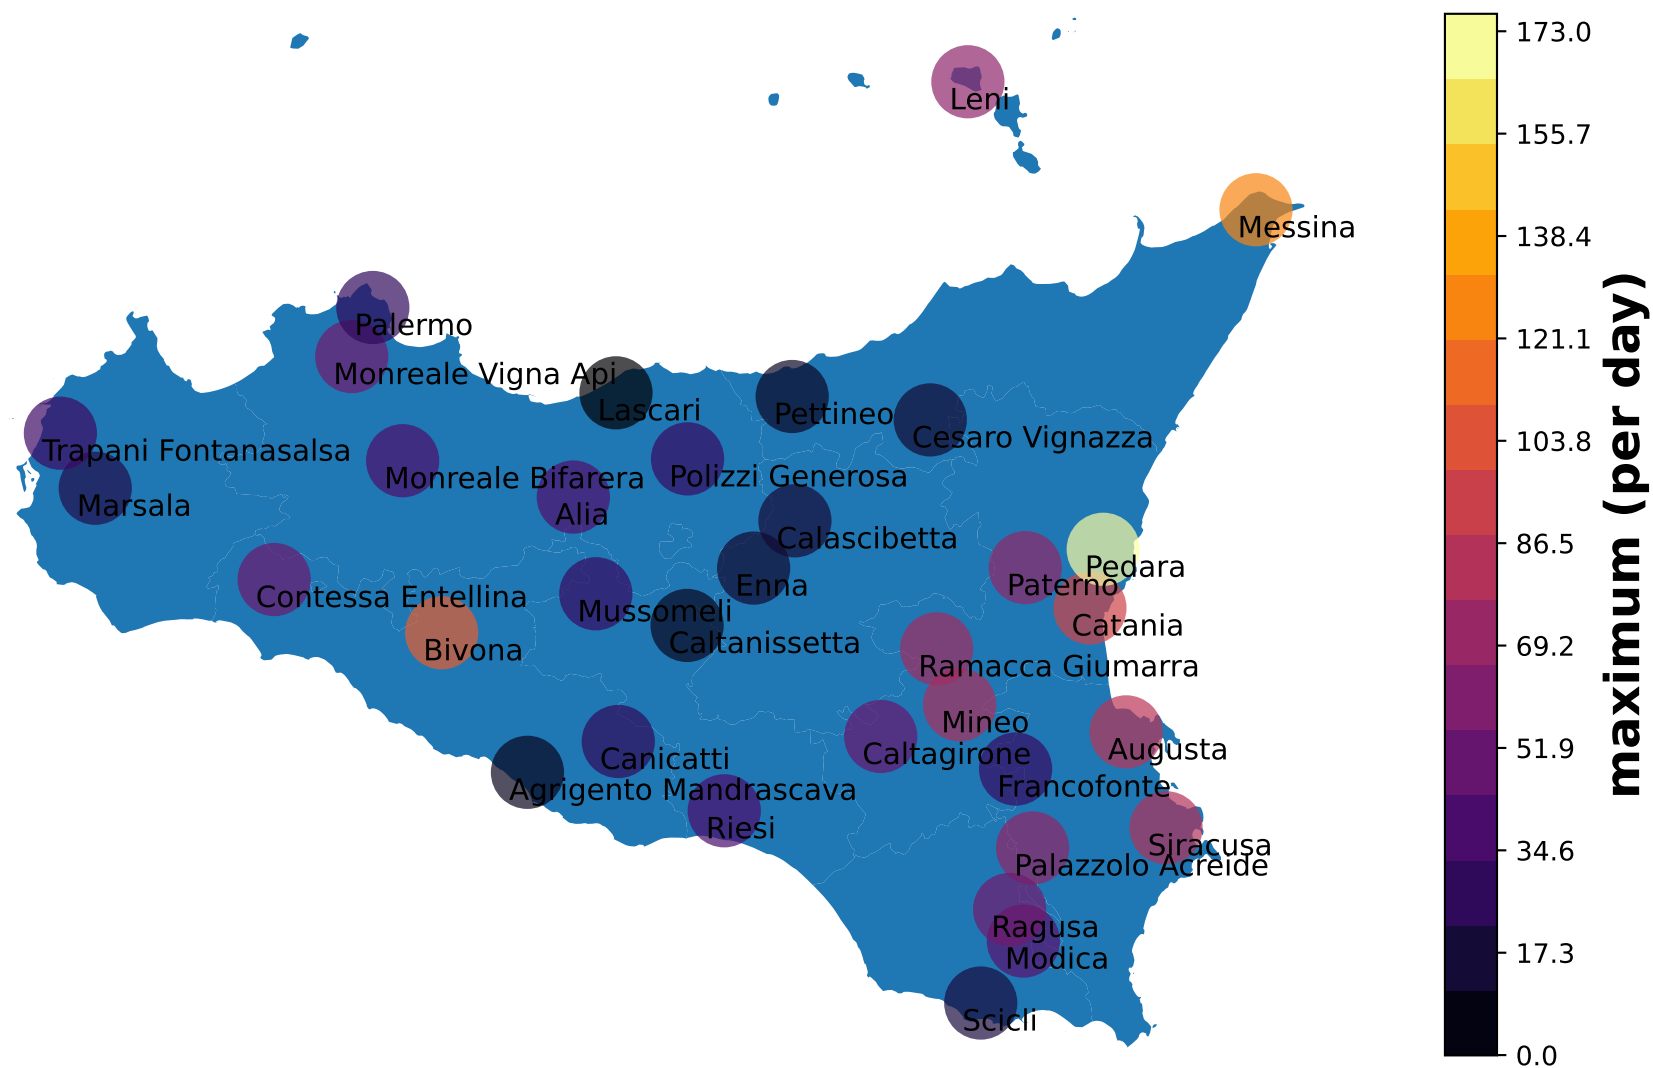 Leni
Messina
Palermo
Monreale Vigna Api
Lascari
Pettineo
Cesaro Vignazza
Trapani Fontanasalsa
Marsala
Monreale Bifarera
Alia
Polizzi Generosa
Calascibetta
Enna
Pedara
Paterno
Catania
Contessa Entellina
Bivona
Mussomeli
Caltanissetta
Ramacca Giumarra
Mineo
Caltagirone
Augusta
Canicatti
Agrigento Mandrascava
Riesi
Francofonte
Siracusa
Palazzolo Acreide
Ragusa
Modica
Scicli
173.0
155.7
138.4
121.1
103.8
86.5
69.2
51.9
34.6
17.3
0.0
maximum (per day)